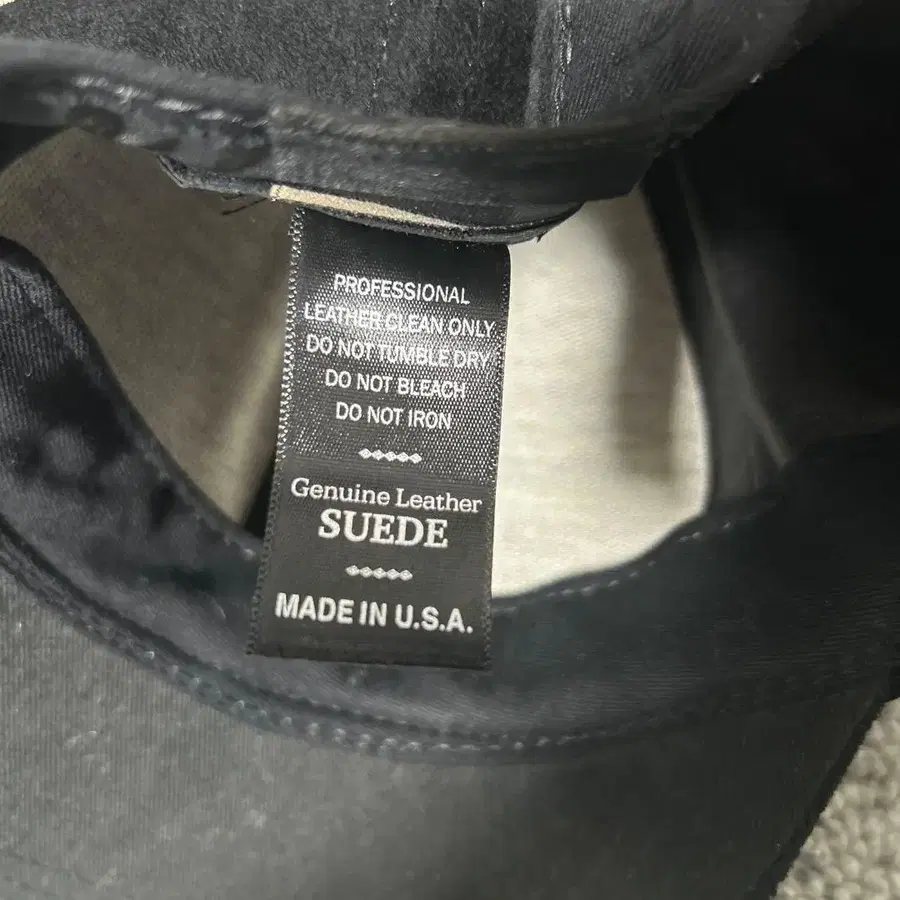 PROFESSIONAL
LEATHER CLEAN ONLY
DO NOT TUMBLE DRY
DO NOT BLEACH
DO NOT IRON
Genuine Leather
SUEDE
MADE IN U.S.A.